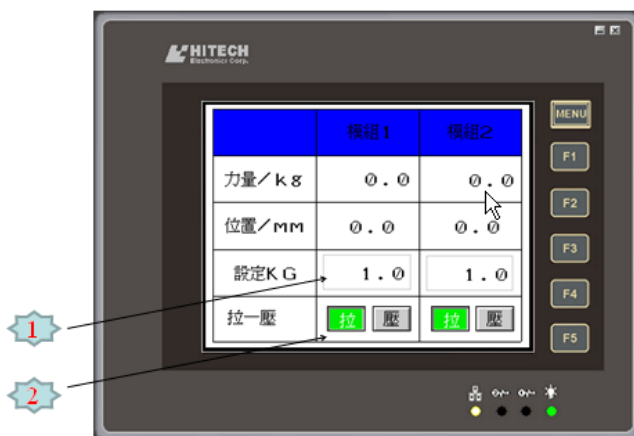 HITECH
Electronics Corp.
MENU
模組1 模組2
F1
力量/kg 0.0 0.0
F2
位置/MM 0.0 0.0
F3
設定KG 1.0 1.0
F4
1
拉一壓 拉 壓 拉 壓
F5
2